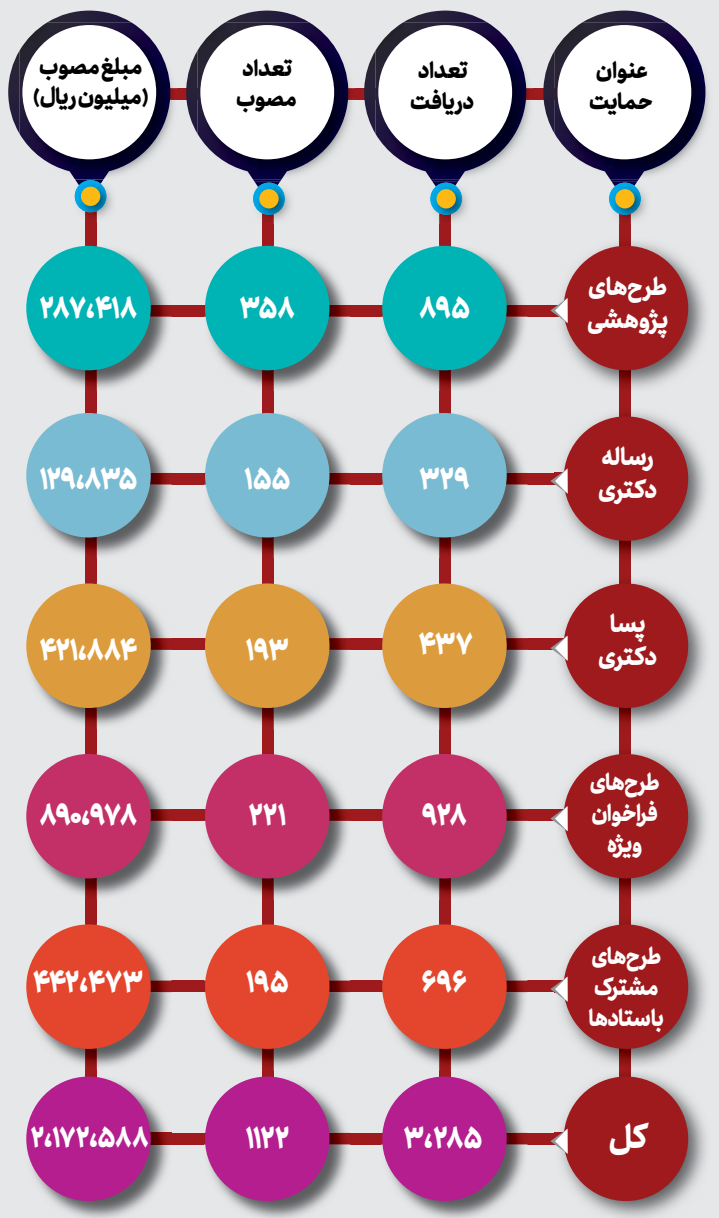 عنوان
حمایت
تعداد
دریافت
تعداد
مصوب
مبلغ مصوب
(میلیون ریال)
طرح‌های
پژوهشی
۸۹۵
۳۵۸
۲۸۷،۴۱۸
رساله
دکتری
۳۲۹
۱۵۵
۱۲۹،۸۳۵
پسا
دکتری
۴۳۷
۱۹۳
۴۲۱،۸۸۴
طرح‌های
فراخوان
ویژه
۹۲۸
۲۲۱
۸۹۰،۹۷۸
طرح‌های
مشترک
باستادها
۶۹۶
۱۹۵
۴۴۲،۴۷۳
کل
۳،۲۸۵
۱۱۲۲
۲،۱۷۲،۵۸۸